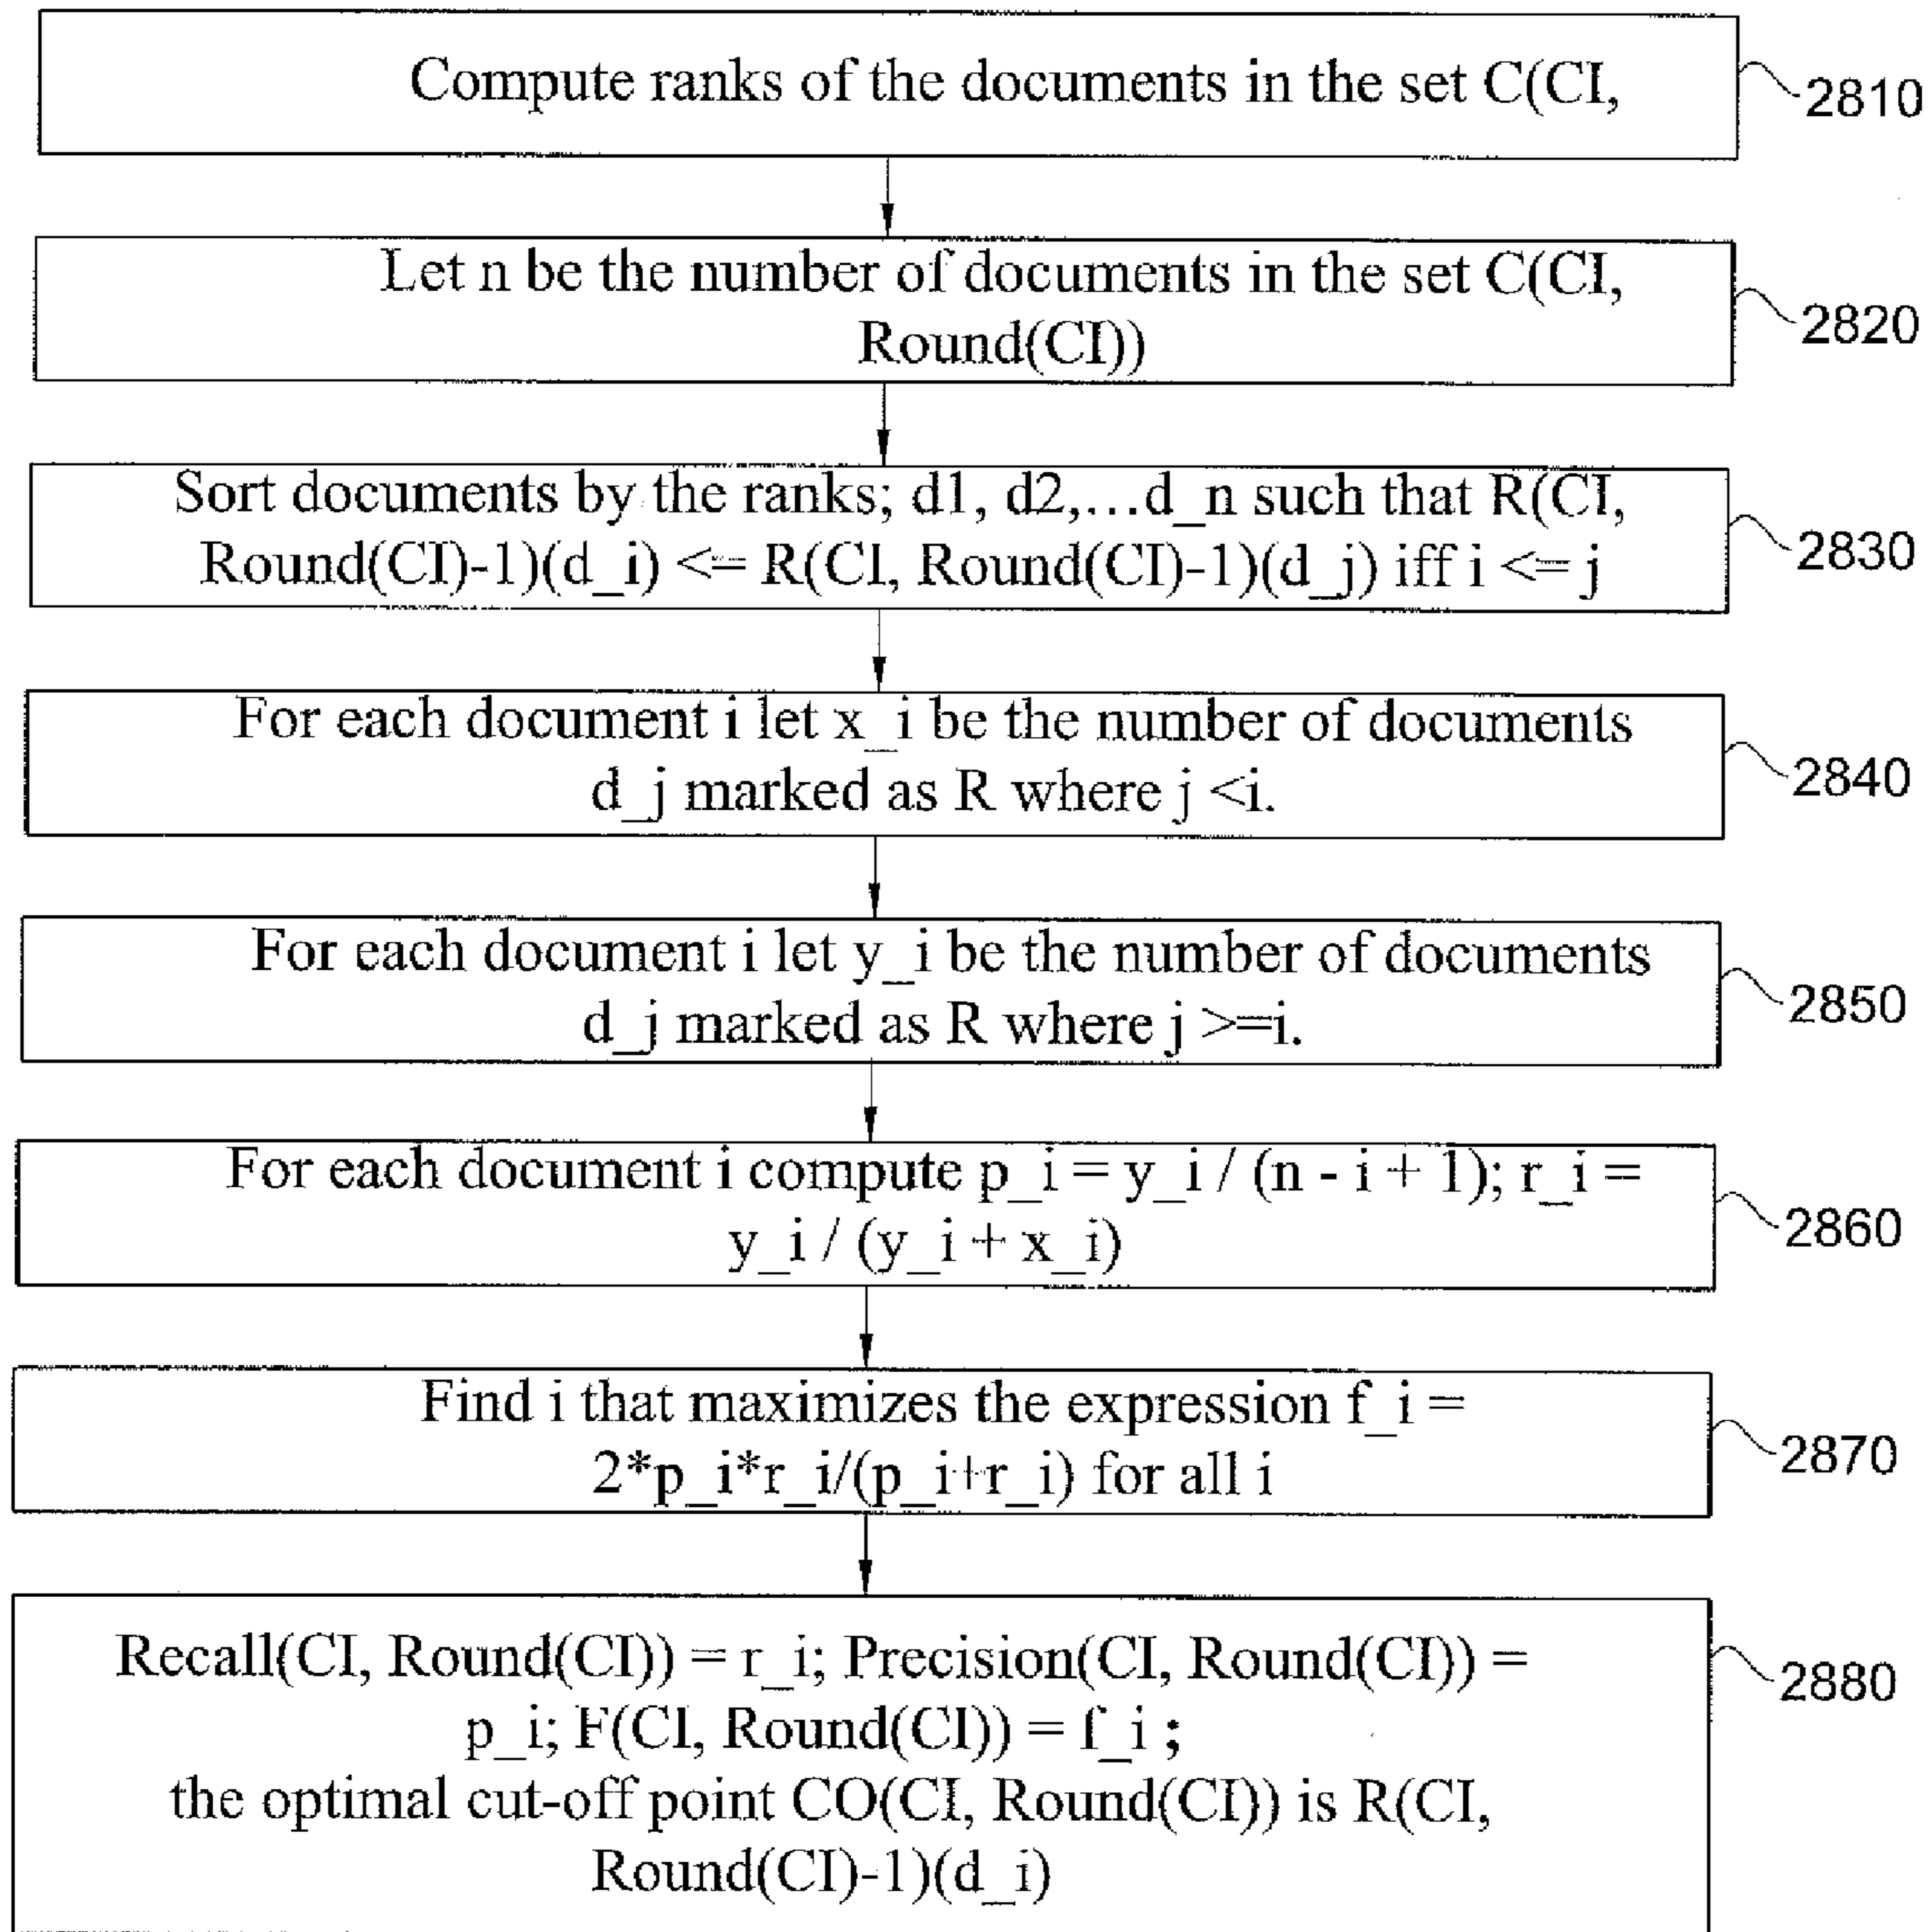 Compute ranks of the documents in the set C(CI,
2810
Let n be the number of documents in the set C(CI,
Round(CI))
2820
Sort documents by the ranks; d1, d2,...d_n such that R(CI,
Round(CI)-1)(d_i) <= R(CI, Round(CI)-1)(d_j) iff i <= j
2830
For each document i let x_i be the number of documents
d_j marked as R where j <i.
2840
For each document i let y_i be the number of documents
d_j marked as R where j >=i.
2850
For each document i compute p_i = y_i / (n - i + 1); r_i =
y_i / (y_i + x_i)
2860
Find i that maximizes the expression f_i =
2*p_i*r_i/(p_i+r_i) for all i
2870
Recall(CI, Round(CI)) = r_i; Precision(CI, Round(CI)) =
p_i; F(CI, Round(CI)) = f_i ;
the optimal cut-off point CO(CI, Round(CI)) is R(CI,
Round(CI)-1)(d_i)
2880